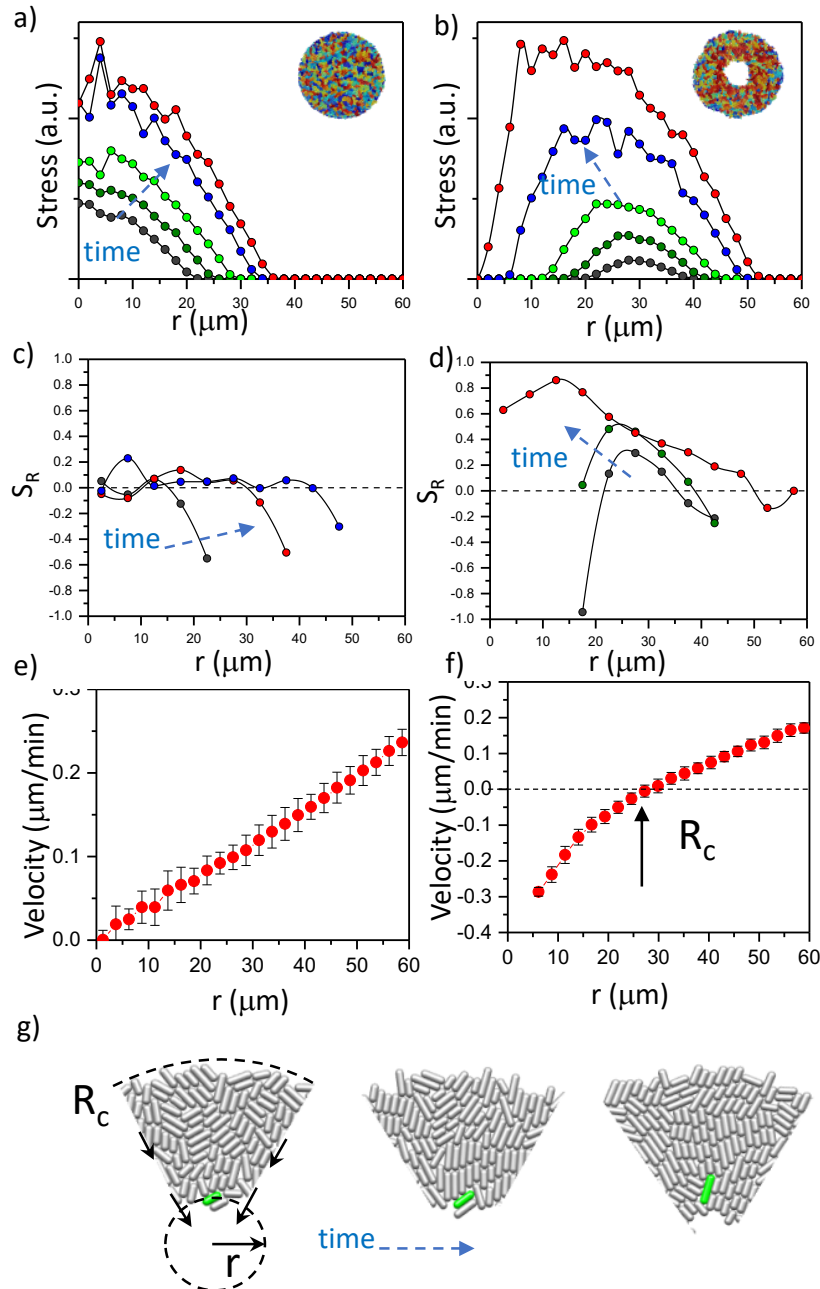 a)
b)
Stress (a.u.)
time
0 10 20 30 40 50 60
r (μm)
Stress (a.u.)
time
0 10 20 30 40 50 60
r (μm)
c)
d)
1.0
0.8
0.6
0.4
0.2
0.0
-0.2
-0.4
-0.6
-0.8
-1.0
S_R
time
0 10 20 30 40 50 60
r (μm)
1.0
0.8
0.6
0.4
0.2
0.0
-0.2
-0.4
-0.6
-0.8
-1.0
S_R
time
0 10 20 30 40 50 60
r (μm)
e)
f)
0.3
0.2
0.1
0.0
Velocity (μm/min)
0 10 20 30 40 50 60
r (μm)
0.3
0.2
0.1
0.0
-0.1
-0.2
-0.3
-0.4
Velocity (μm/min)
R_c
0 10 20 30 40 50 60
r (μm)
g)
R_c
r
time